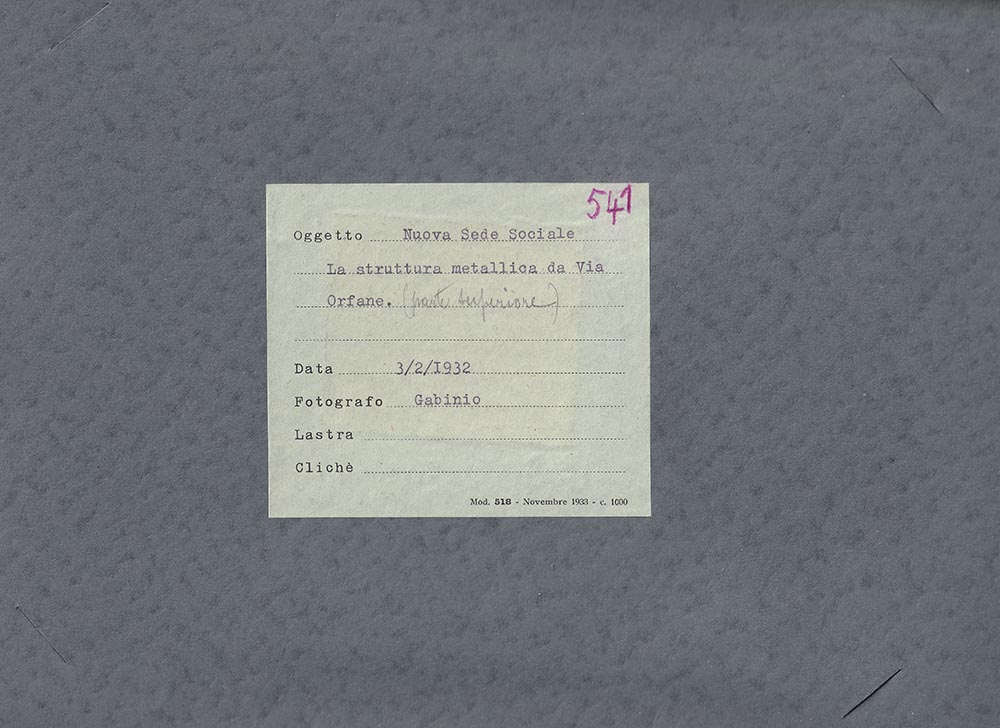 541
Oggetto Nuova Sede Sociale
La struttura metallica da Via
Orfane. (parte superiore)
Data 3/2/1932
Fotografo Gabinio
Lastra
Clichè
Mod. 518 - Novembre 1933 - c. 1000